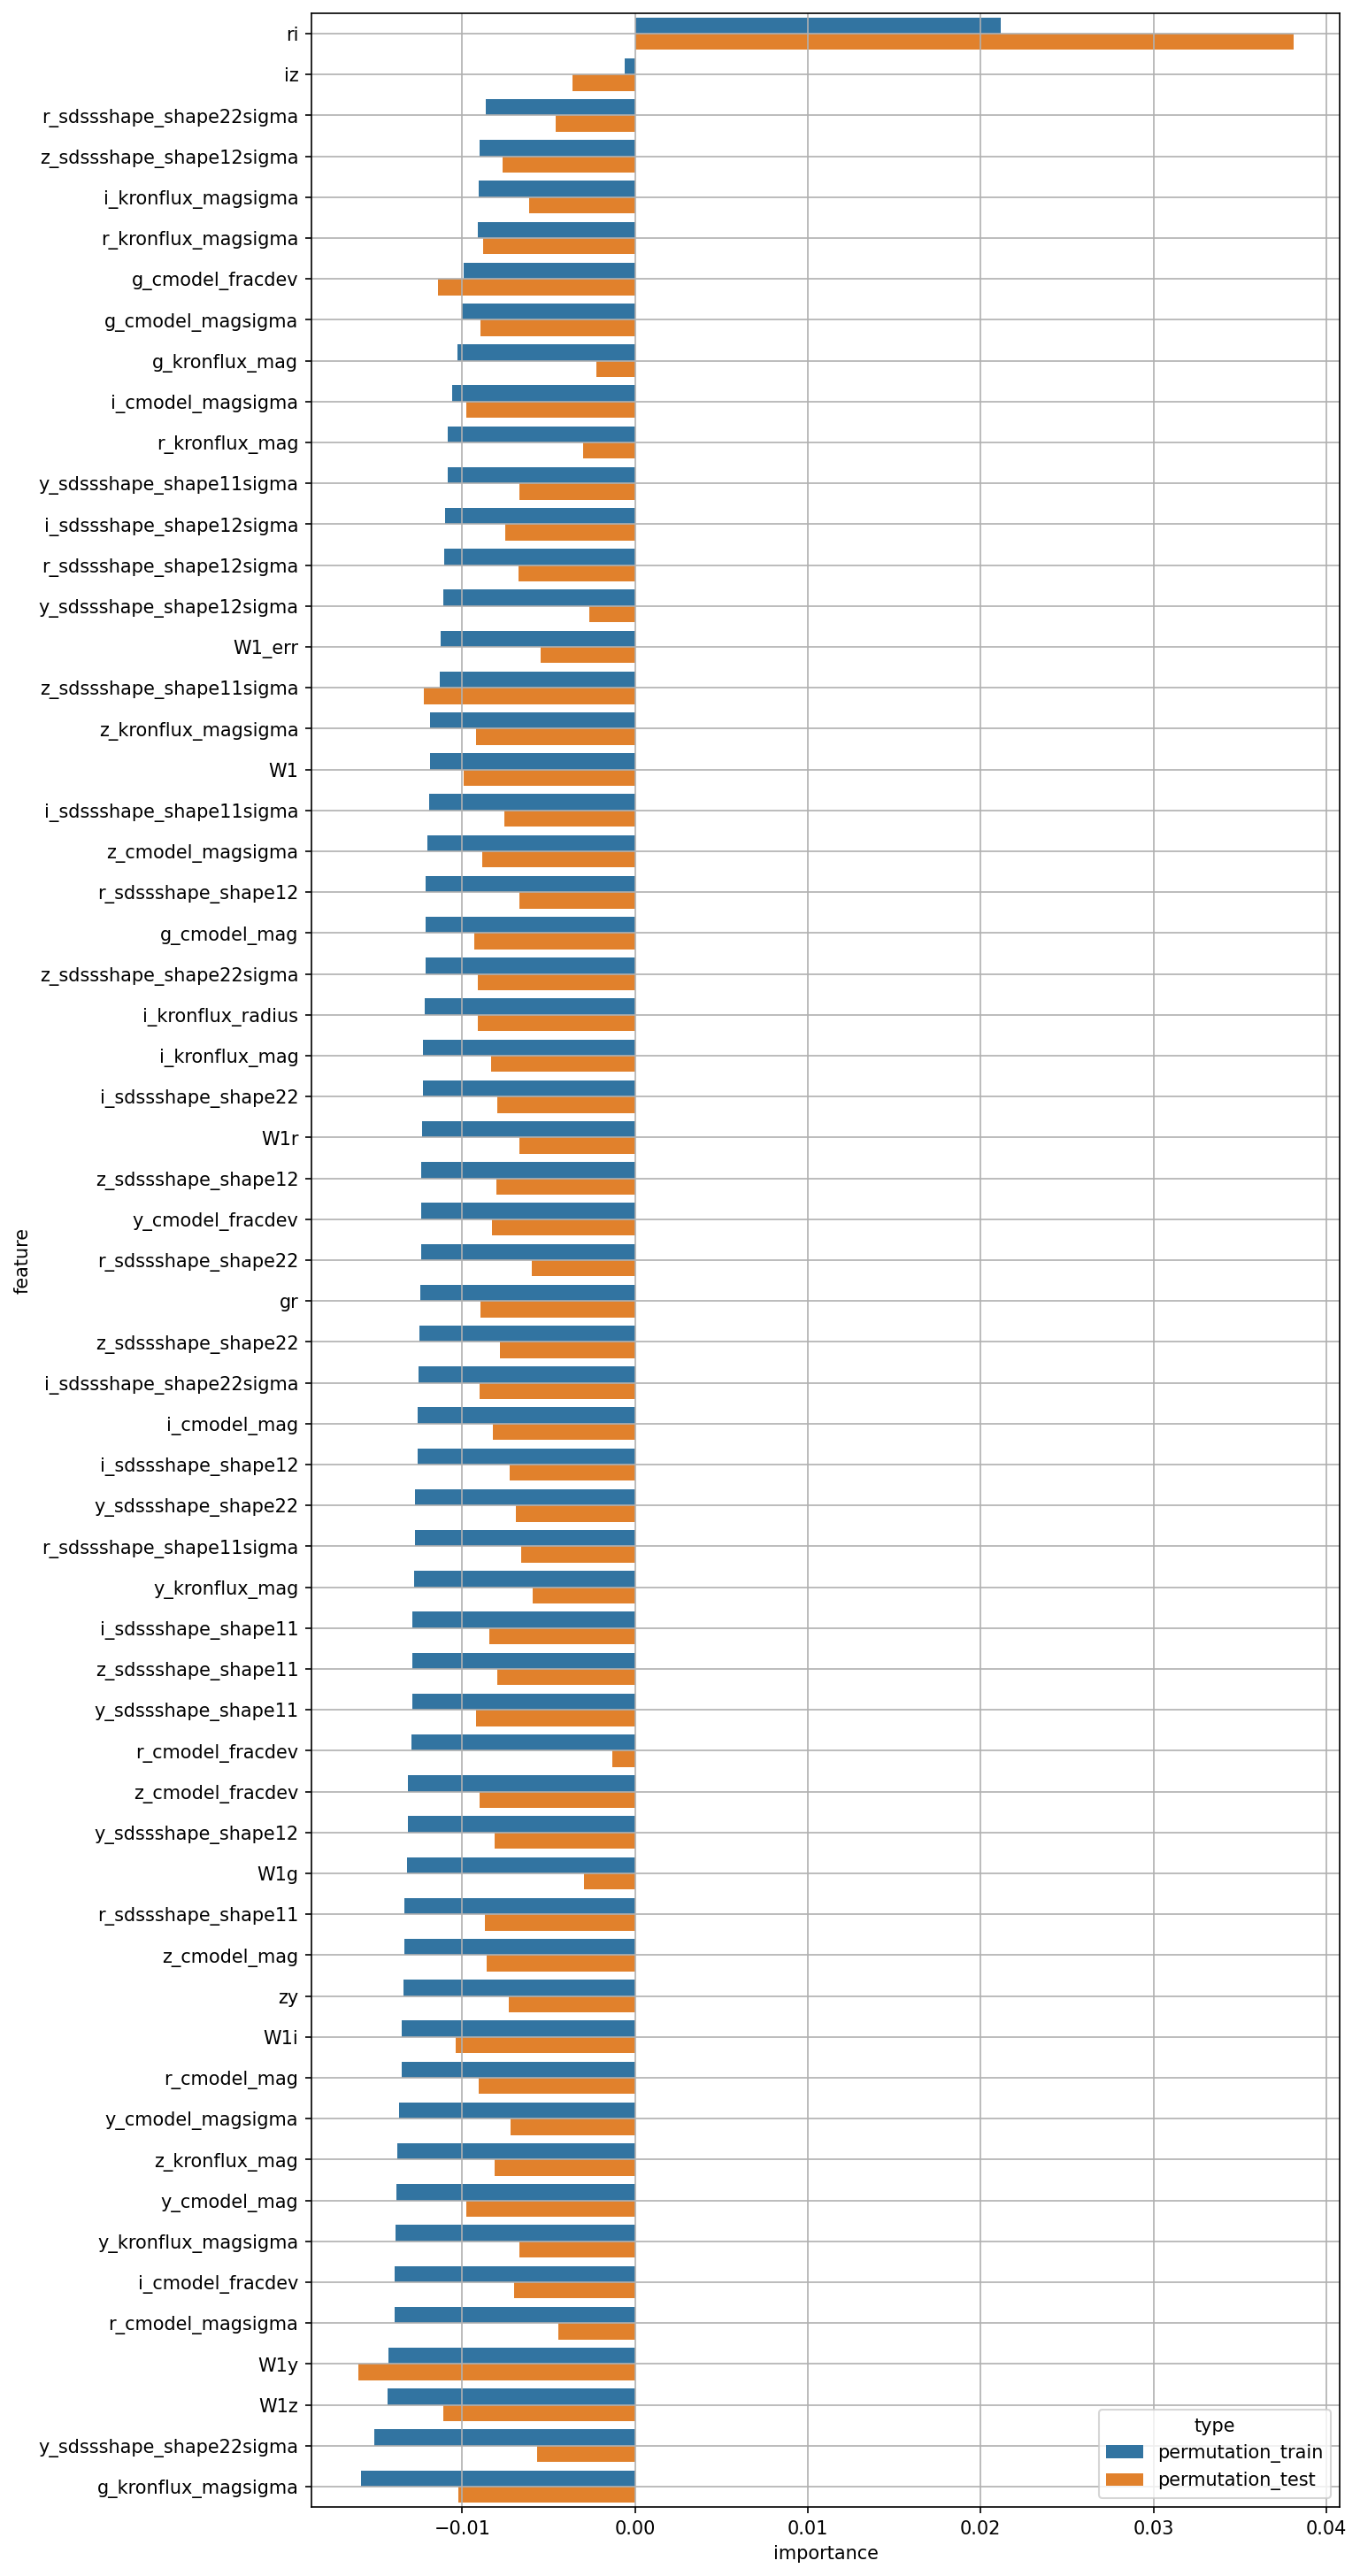 ri
iz
r_sdssshape_shape22sigma
z_sdssshape_shape12sigma
i_kronflux_magsigma
r_kronflux_magsigma
g_cmodel_fracdev
g_cmodel_magsigma
g_kronflux_mag
i_cmodel_magsigma
r_kronflux_mag
y_sdssshape_shape11sigma
i_sdssshape_shape12sigma
r_sdssshape_shape12sigma
y_sdssshape_shape12sigma
W1_err
z_sdssshape_shape11sigma
z_kronflux_magsigma
W1
i_sdssshape_shape11sigma
z_cmodel_magsigma
r_sdssshape_shape12
g_cmodel_mag
z_sdssshape_shape22sigma
i_kronflux_radius
i_kronflux_mag
i_sdssshape_shape22
W1r
z_sdssshape_shape12
y_cmodel_fracdev
r_sdssshape_shape22
gr
z_sdssshape_shape22
i_sdssshape_shape22sigma
i_cmodel_mag
i_sdssshape_shape12
y_sdssshape_shape22
r_sdssshape_shape11sigma
y_kronflux_mag
i_sdssshape_shape11
z_sdssshape_shape11
y_sdssshape_shape11
r_cmodel_fracdev
z_cmodel_fracdev
y_sdssshape_shape12
W1g
r_sdssshape_shape11
z_cmodel_mag
zy
W1i
r_cmodel_mag
y_cmodel_magsigma
z_kronflux_mag
y_cmodel_mag
y_kronflux_magsigma
i_cmodel_fracdev
r_cmodel_magsigma
W1y
W1z
y_sdssshape_shape22sigma
g_kronflux_magsigma
feature
type
permutation_train
permutation_test
−0.01 0.00 0.01 0.02 0.03 0.04
importance